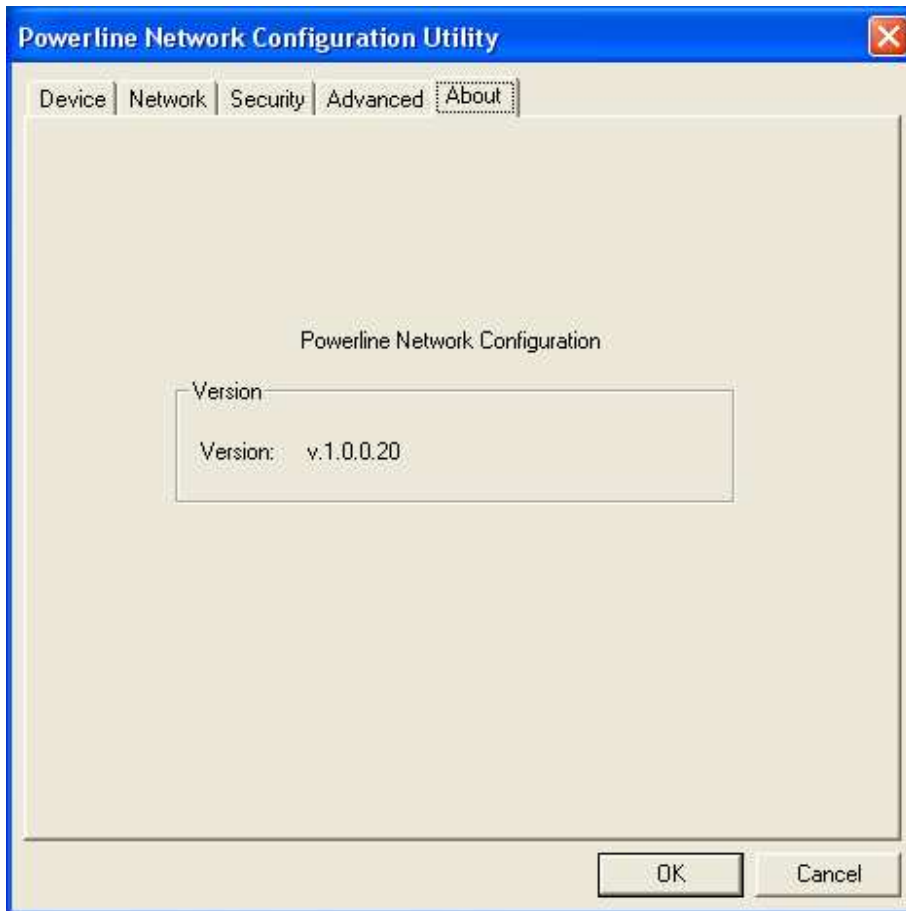 Powerline Network Configuration Utility
Device Network Security Advanced About
Powerline Network Configuration
Version
Version: v.1.0.0.20
OK Cancel